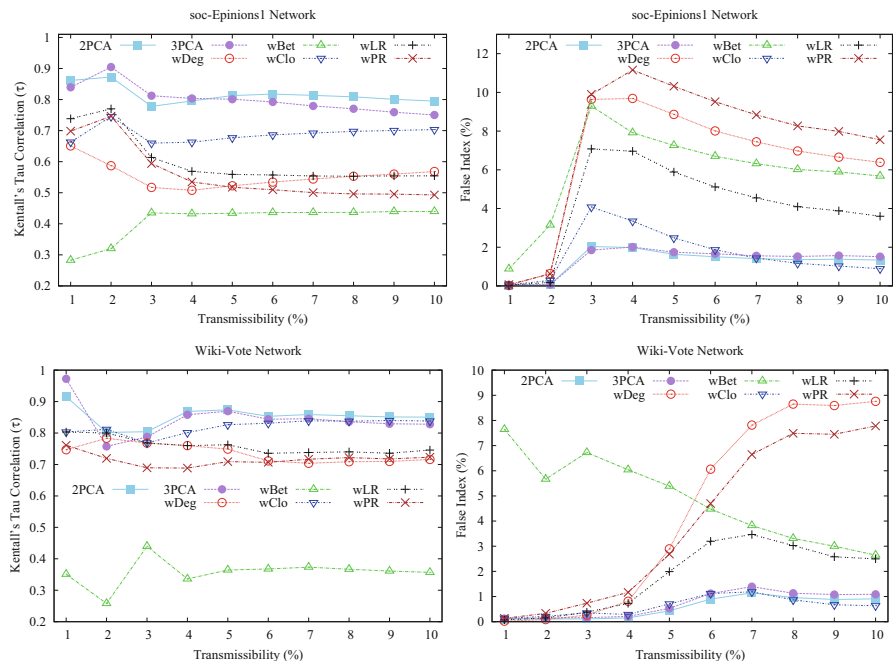 soc-Epinions1 Network
Kendall's Tau Correlation (τ)
1
0.9
0.8
0.7
0.6
0.5
0.4
0.3
0.2
2PCA 3PCA wBet wLR
wDeg wClo wPR
1 2 3 4 5 6 7 8 9 10
Transmissibility (%)
soc-Epinions1 Network
False Index (%)
12
10
8
6
4
2
0
2PCA 3PCA wBet wLR
wDeg wClo wPR
1 2 3 4 5 6 7 8 9 10
Transmissibility (%)
Wiki-Vote Network
Kendall's Tau Correlation (τ)
1
0.9
0.8
0.7
0.6
0.5
0.4
0.3
0.2
2PCA 3PCA wBet wLR
wDeg wClo wPR
1 2 3 4 5 6 7 8 9 10
Transmissibility (%)
Wiki-Vote Network
False Index (%)
10
9
8
7
6
5
4
3
2
1
0
2PCA 3PCA wBet wLR
wDeg wClo wPR
1 2 3 4 5 6 7 8 9 10
Transmissibility (%)